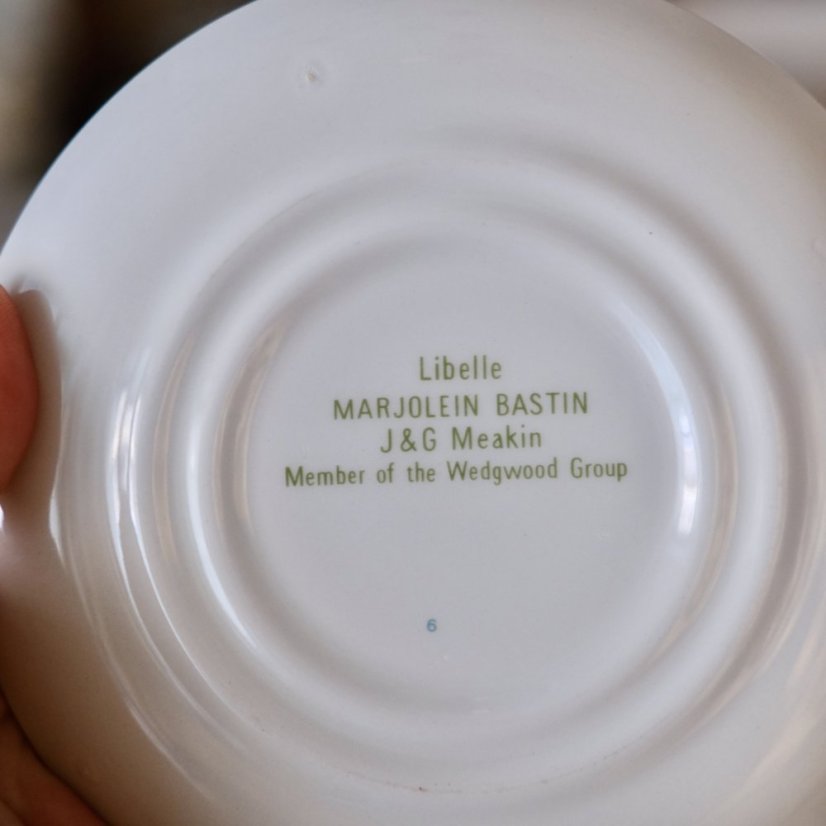 Libelle
MARJOLEIN BASTIN
J&G Meakin
Member of the Wedgwood Group
6